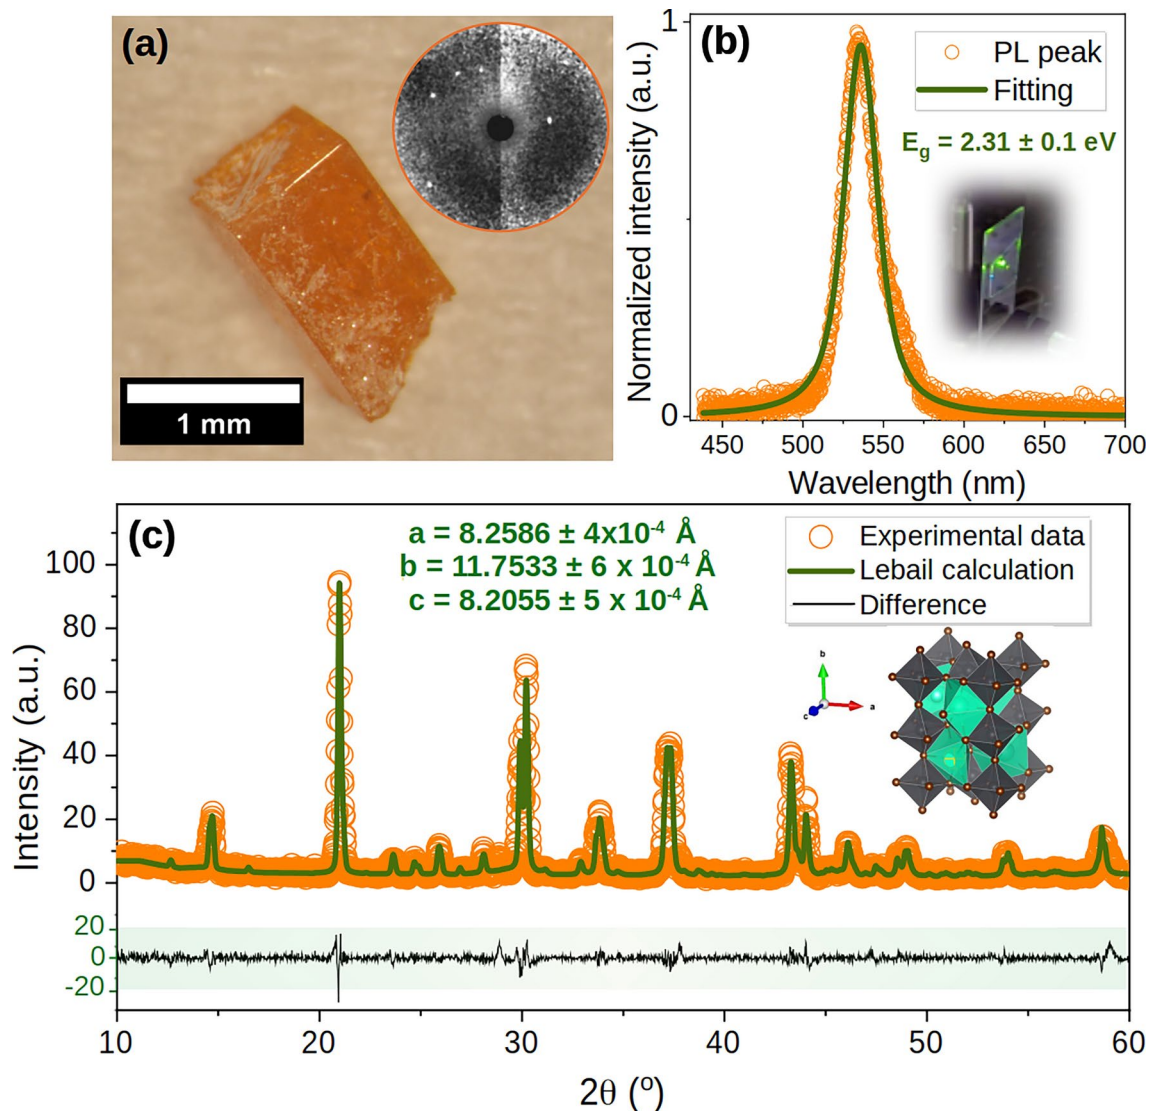 (a)
1 mm
(b)
PL peak
Fitting
E_g = 2.31 ± 0.1 eV
Normalized intensity (a.u.)
1
0
450 500 550 600 650 700
Wavelength (nm)
(c)
a = 8.2586 ± 4x10⁻⁴ Å
b = 11.7533 ± 6 x 10⁻⁴ Å
c = 8.2055 ± 5 x 10⁻⁴ Å
Experimental data
Lebail calculation
Difference
b
a
c
Intensity (a.u.)
100
80
60
40
20
0
20
0
-20
10 20 30 40 50 60
2θ (º)